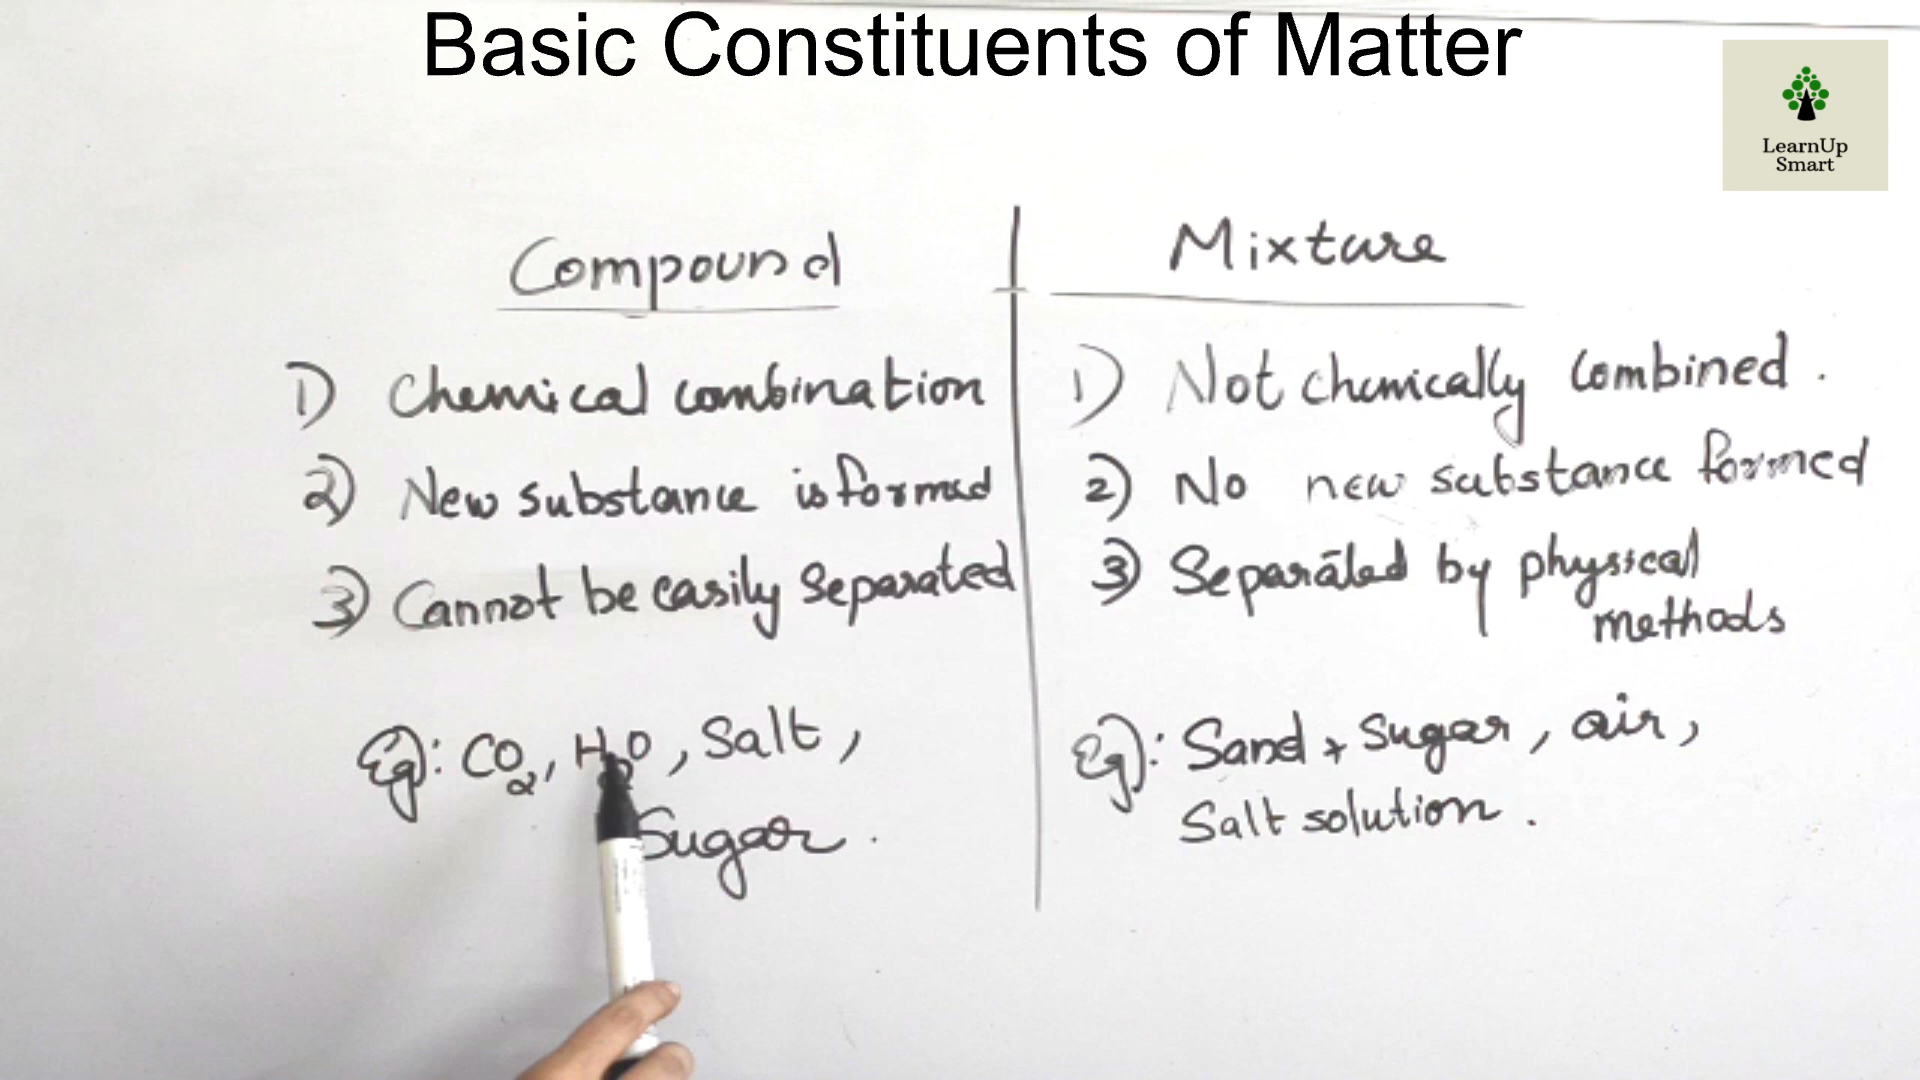 Basic Constituents of Matter
LearnUp
Smart
Compound
1) Chemical combination
2) New substance is formed
3) Cannot be easily separated
Eg): CO2, H2O, Salt,
Sugar.
Mixture
1) Not chemically combined.
2) No new substance formed
3) Separated by physical
methods
Eg): Sand + Sugar, air,
Salt solution.